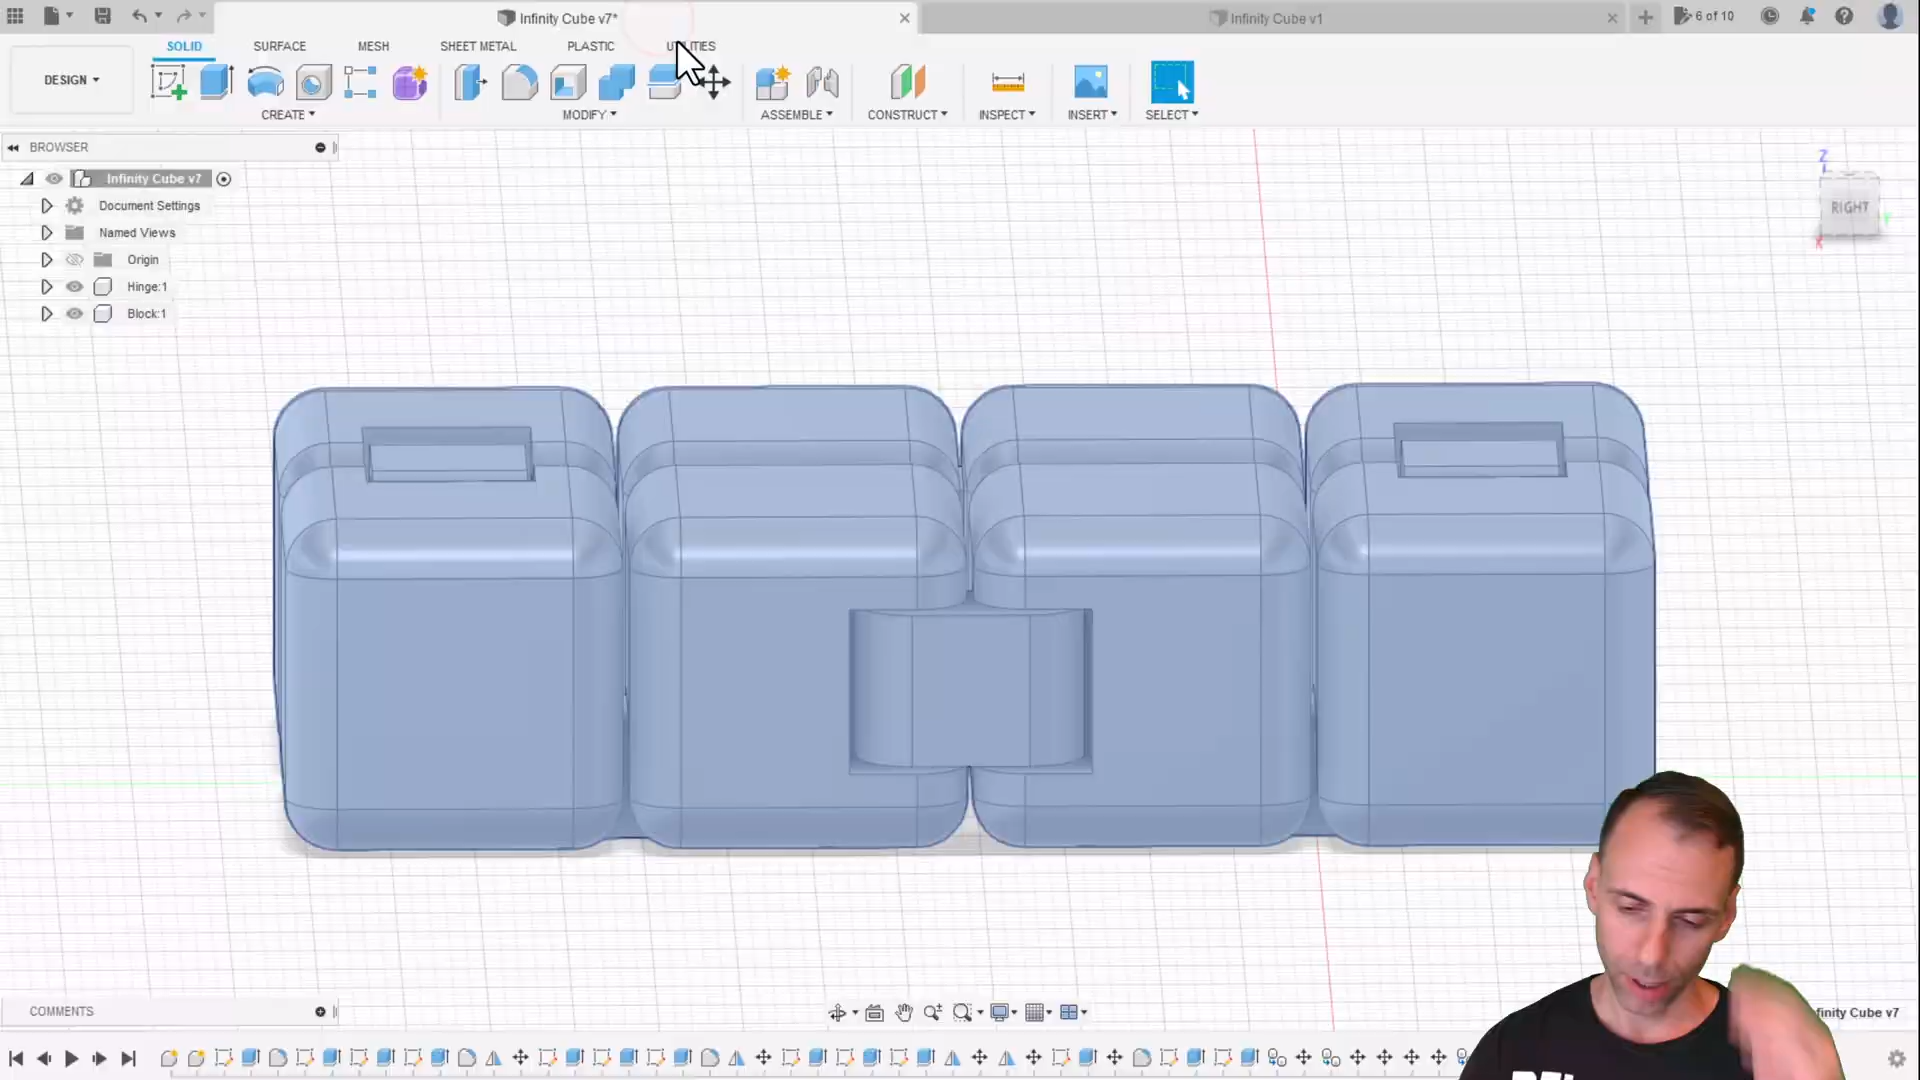 Infinity Cube v7*
Infinity Cube v1
6 of 10
DESIGN
SOLID
SURFACE
MESH
SHEET METAL
PLASTIC
CREATE
MODIFY
ASSEMBLE
CONSTRUCT
INSPECT
INSERT
SELECT
BROWSER
Infinity Cube v7
Document Settings
Named Views
Origin
Hinge:1
Block:1
Z
RIGHT
X
COMMENTS
finity Cube v7